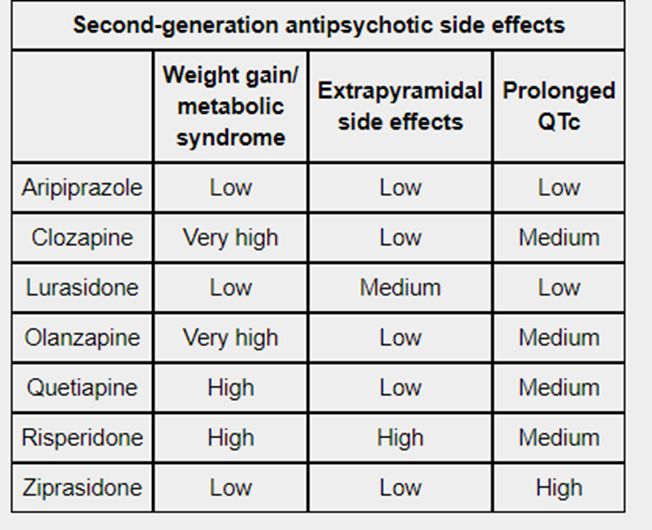 Second-generation antipsychotic side effects
Weight gain/
metabolic
syndrome
Extrapyramidal
side effects
Prolonged
QTc
Aripiprazole Low Low Low
Clozapine Very high Low Medium
Lurasidone Low Medium Low
Olanzapine Very high Low Medium
Quetiapine High Low Medium
Risperidone High High Medium
Ziprasidone Low Low High